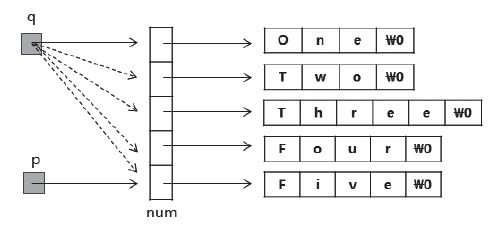 q
O n e ₩0
T w o ₩0
T h r e e ₩0
F o u r ₩0
p
F i v e ₩0
num